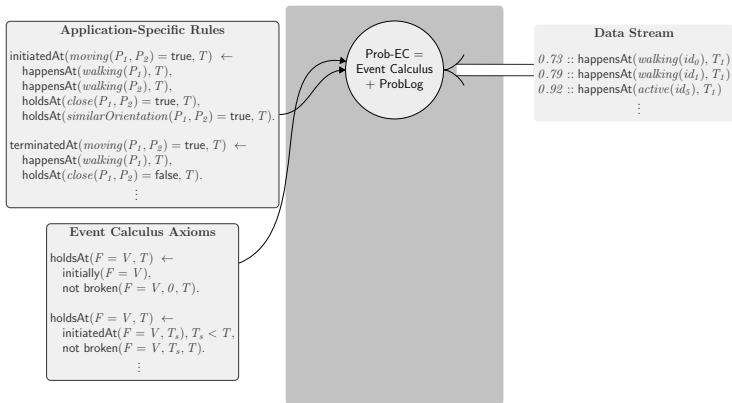 Application-Specific Rules
initiatedAt(moving(P₁, P₂) = true, T) ←
happensAt(walking(P₁), T),
happensAt(walking(P₂), T),
holdsAt(close(P₁, P₂) = true, T),
holdsAt(similarOrientation(P₁, P₂) = true, T).
terminatedAt(moving(P₁, P₂) = true, T) ←
happensAt(walking(P₁), T),
holdsAt(close(P₁, P₂) = false, T).
⋮
Event Calculus Axioms
holdsAt(F = V, T) ←
initially(F = V),
not broken(F = V, 0, T).
holdsAt(F = V, T) ←
initiatedAt(F = V, Tₛ), Tₛ < T,
not broken(F = V, Tₛ, T).
⋮
Prob-EC =
Event Calculus
+ ProbLog
Data Stream
0.73 :: happensAt(walking(id₀), T₁)
0.79 :: happensAt(walking(id₁), T₁)
0.92 :: happensAt(active(id₅), T₁)
⋮